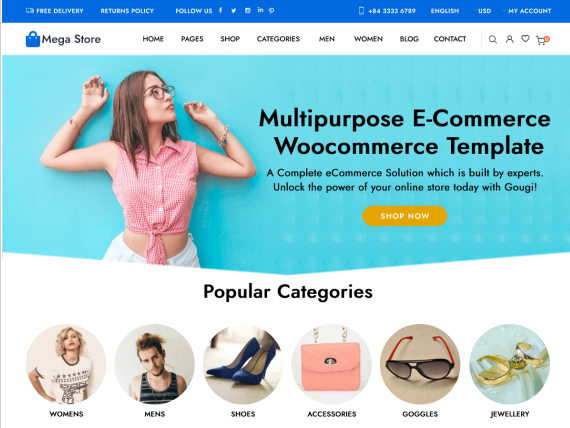 FREE DELIVERY RETURNS POLICY FOLLOW US +84 3333 6789 ENGLISH USD MY ACCOUNT
Mega Store HOME PAGES SHOP CATEGORIES MEN WOMEN BLOG CONTACT
Multipurpose E-Commerce
Woocommerce Template
A Complete eCommerce Solution which is built by experts.
Unlock the power of your online store today with Gougi!
SHOP NOW
Popular Categories
WOMENS MENS SHOES ACCESSORIES GOGGLES JEWELLERY